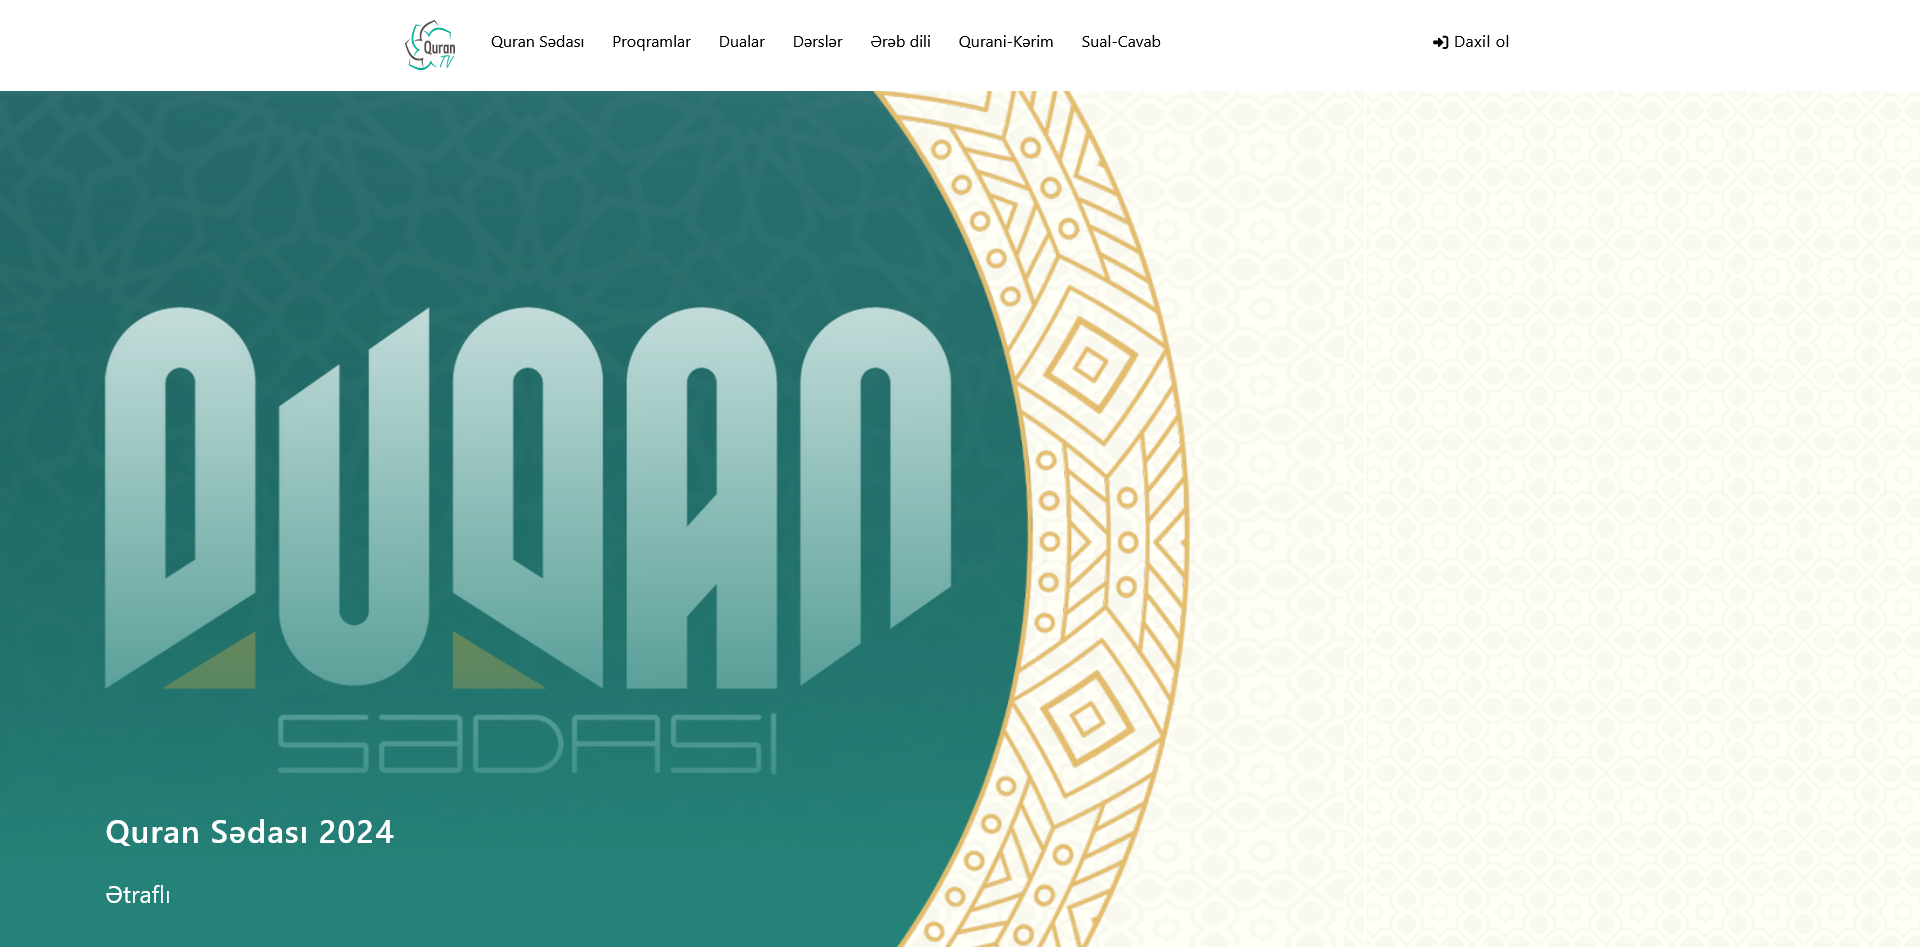 Quran TV
Quran Sədası Proqramlar Dualar Dərslər Ərəb dili Qurani-Kərim Sual-Cavab Daxil ol
QURAN
SƏDASI
Quran Sədası 2024
Ətraflı